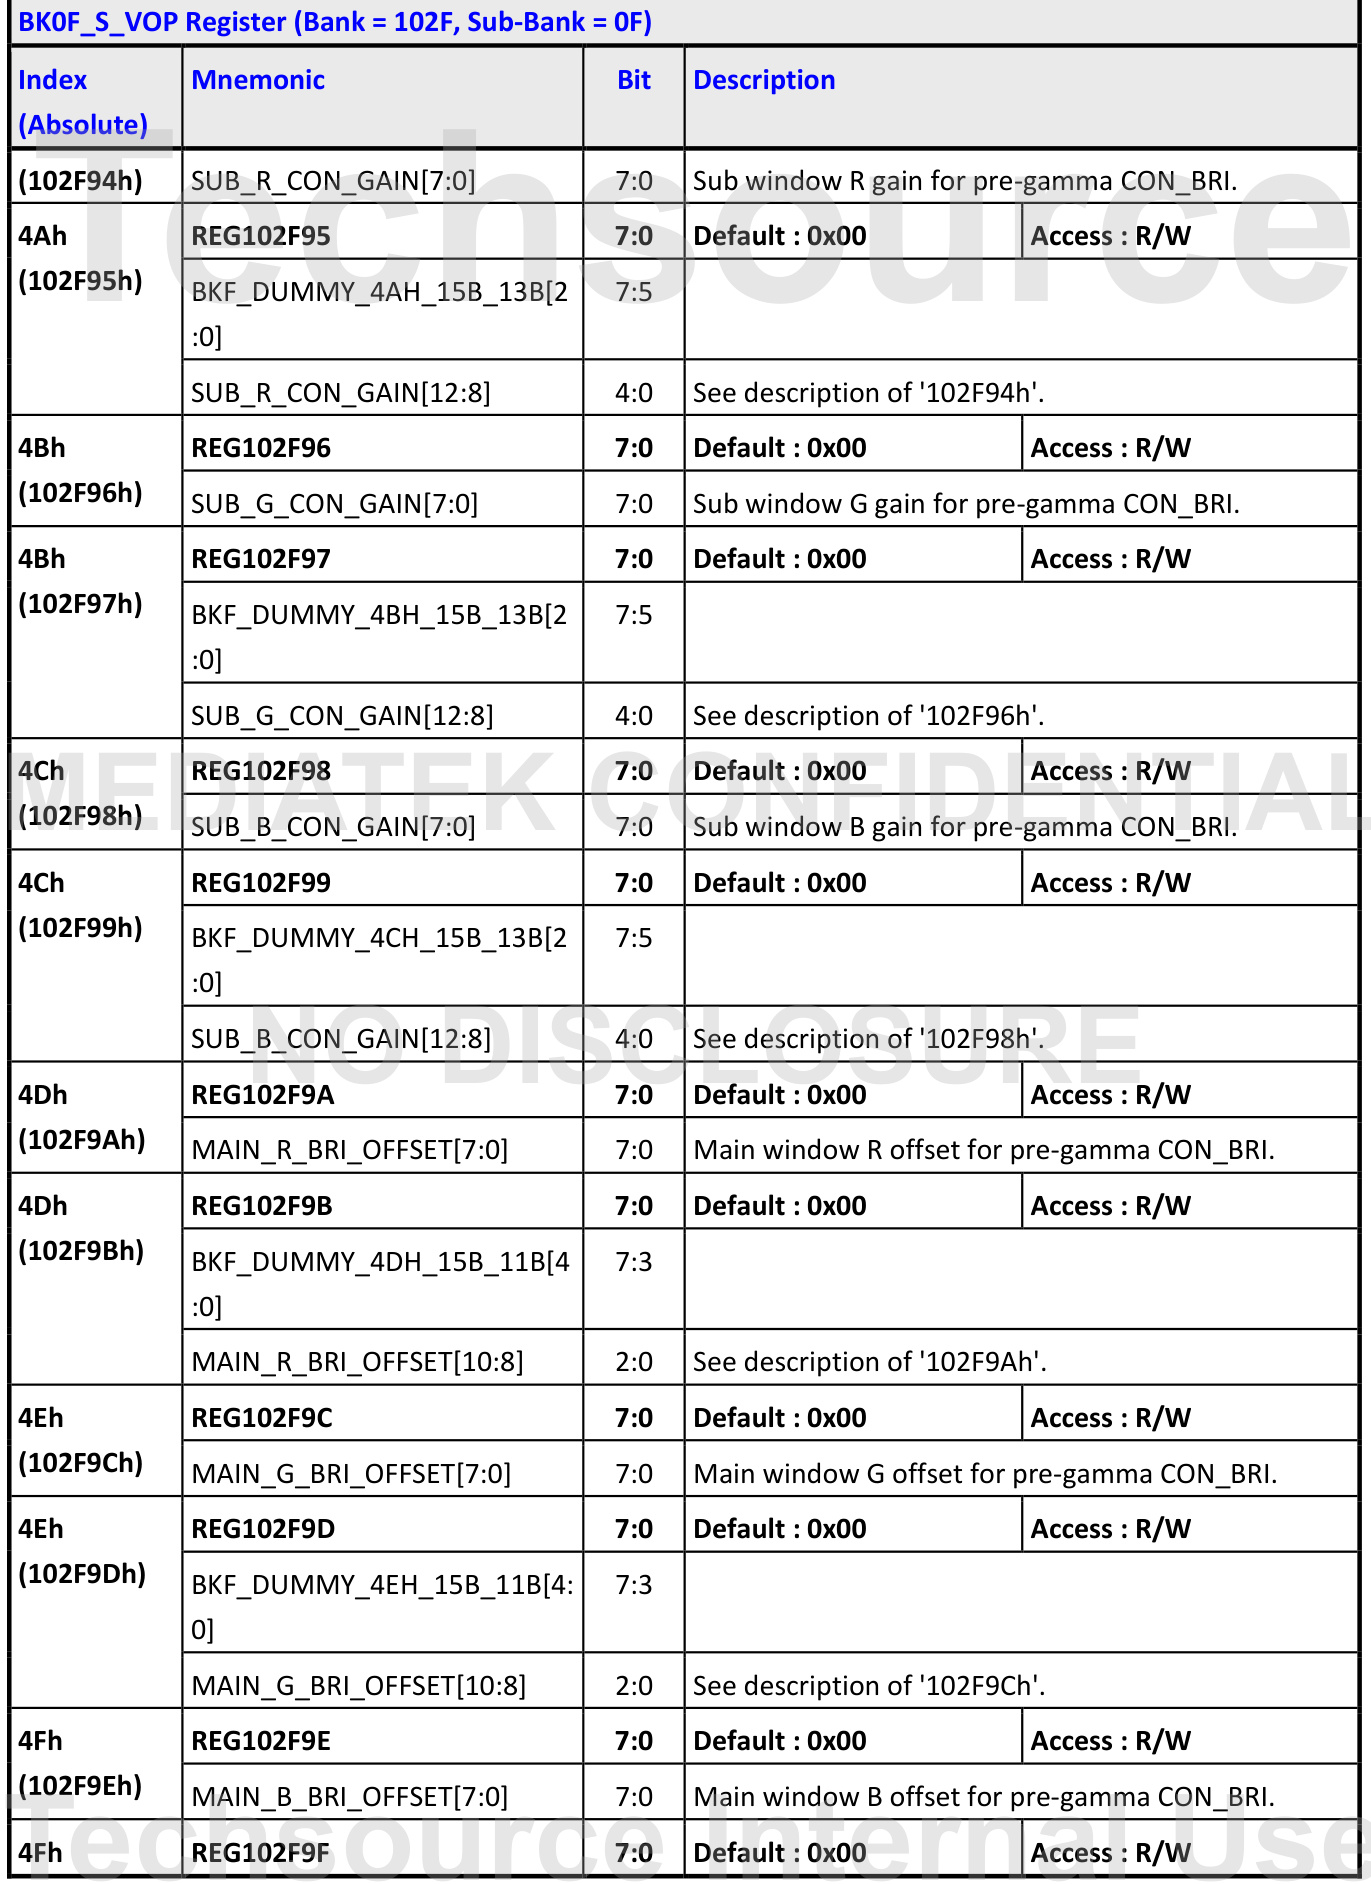 BK0F_S_VOP Register (Bank = 102F, Sub-Bank = 0F)
Index Mnemonic Bit Description
(Absolute)
(102F94h) SUB_R_CON_GAIN[7:0] 7:0 Sub window R gain for pre-gamma CON_BRI.
4Ah REG102F95 7:0 Default : 0x00 Access : R/W
(102F95h) BKF_DUMMY_4AH_15B_13B[2 7:5
:0]
SUB_R_CON_GAIN[12:8] 4:0 See description of '102F94h'.
4Bh REG102F96 7:0 Default : 0x00 Access : R/W
(102F96h) SUB_G_CON_GAIN[7:0] 7:0 Sub window G gain for pre-gamma CON_BRI.
4Bh REG102F97 7:0 Default : 0x00 Access : R/W
(102F97h) BKF_DUMMY_4BH_15B_13B[2 7:5
:0]
SUB_G_CON_GAIN[12:8] 4:0 See description of '102F96h'.
4Ch REG102F98 7:0 Default : 0x00 Access : R/W
(102F98h) SUB_B_CON_GAIN[7:0] 7:0 Sub window B gain for pre-gamma CON_BRI.
4Ch REG102F99 7:0 Default : 0x00 Access : R/W
(102F99h) BKF_DUMMY_4CH_15B_13B[2 7:5
:0]
SUB_B_CON_GAIN[12:8] 4:0 See description of '102F98h'.
4Dh REG102F9A 7:0 Default : 0x00 Access : R/W
(102F9Ah) MAIN_R_BRI_OFFSET[7:0] 7:0 Main window R offset for pre-gamma CON_BRI.
4Dh REG102F9B 7:0 Default : 0x00 Access : R/W
(102F9Bh) BKF_DUMMY_4DH_15B_11B[4 7:3
:0]
MAIN_R_BRI_OFFSET[10:8] 2:0 See description of '102F9Ah'.
4Eh REG102F9C 7:0 Default : 0x00 Access : R/W
(102F9Ch) MAIN_G_BRI_OFFSET[7:0] 7:0 Main window G offset for pre-gamma CON_BRI.
4Eh REG102F9D 7:0 Default : 0x00 Access : R/W
(102F9Dh) BKF_DUMMY_4EH_15B_11B[4: 7:3
0]
MAIN_G_BRI_OFFSET[10:8] 2:0 See description of '102F9Ch'.
4Fh REG102F9E 7:0 Default : 0x00 Access : R/W
(102F9Eh) MAIN_B_BRI_OFFSET[7:0] 7:0 Main window B offset for pre-gamma CON_BRI.
4Fh REG102F9F 7:0 Default : 0x00 Access : R/W
Techsource
MEDIATEK CONFIDENTIAL
NO DISCLOSURE
Techsource Internal Use